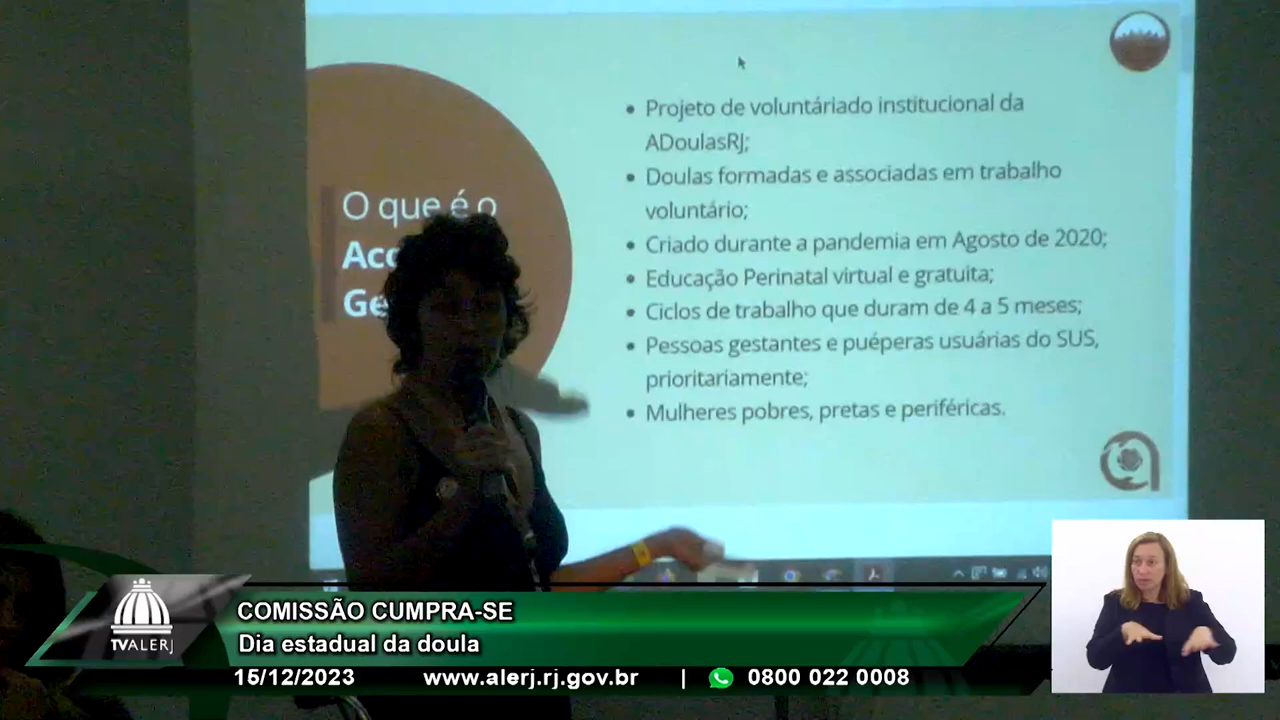 O que é o
Aco
Ge
• Projeto de voluntáriado institucional da
ADoulasRJ;
• Doulas formadas e associadas em trabalho
voluntário;
• Criado durante a pandemia em Agosto de 2020;
• Educação Perinatal virtual e gratuita;
• Ciclos de trabalho que duram de 4 a 5 meses;
• Pessoas gestantes e puéperas usuárias do SUS,
prioritariamente;
• Mulheres pobres, pretas e periféricas.
TVALERJ
COMISSÃO CUMPRA-SE
Dia estadual da doula
15/12/2023 www.alerj.rj.gov.br | 0800 022 0008